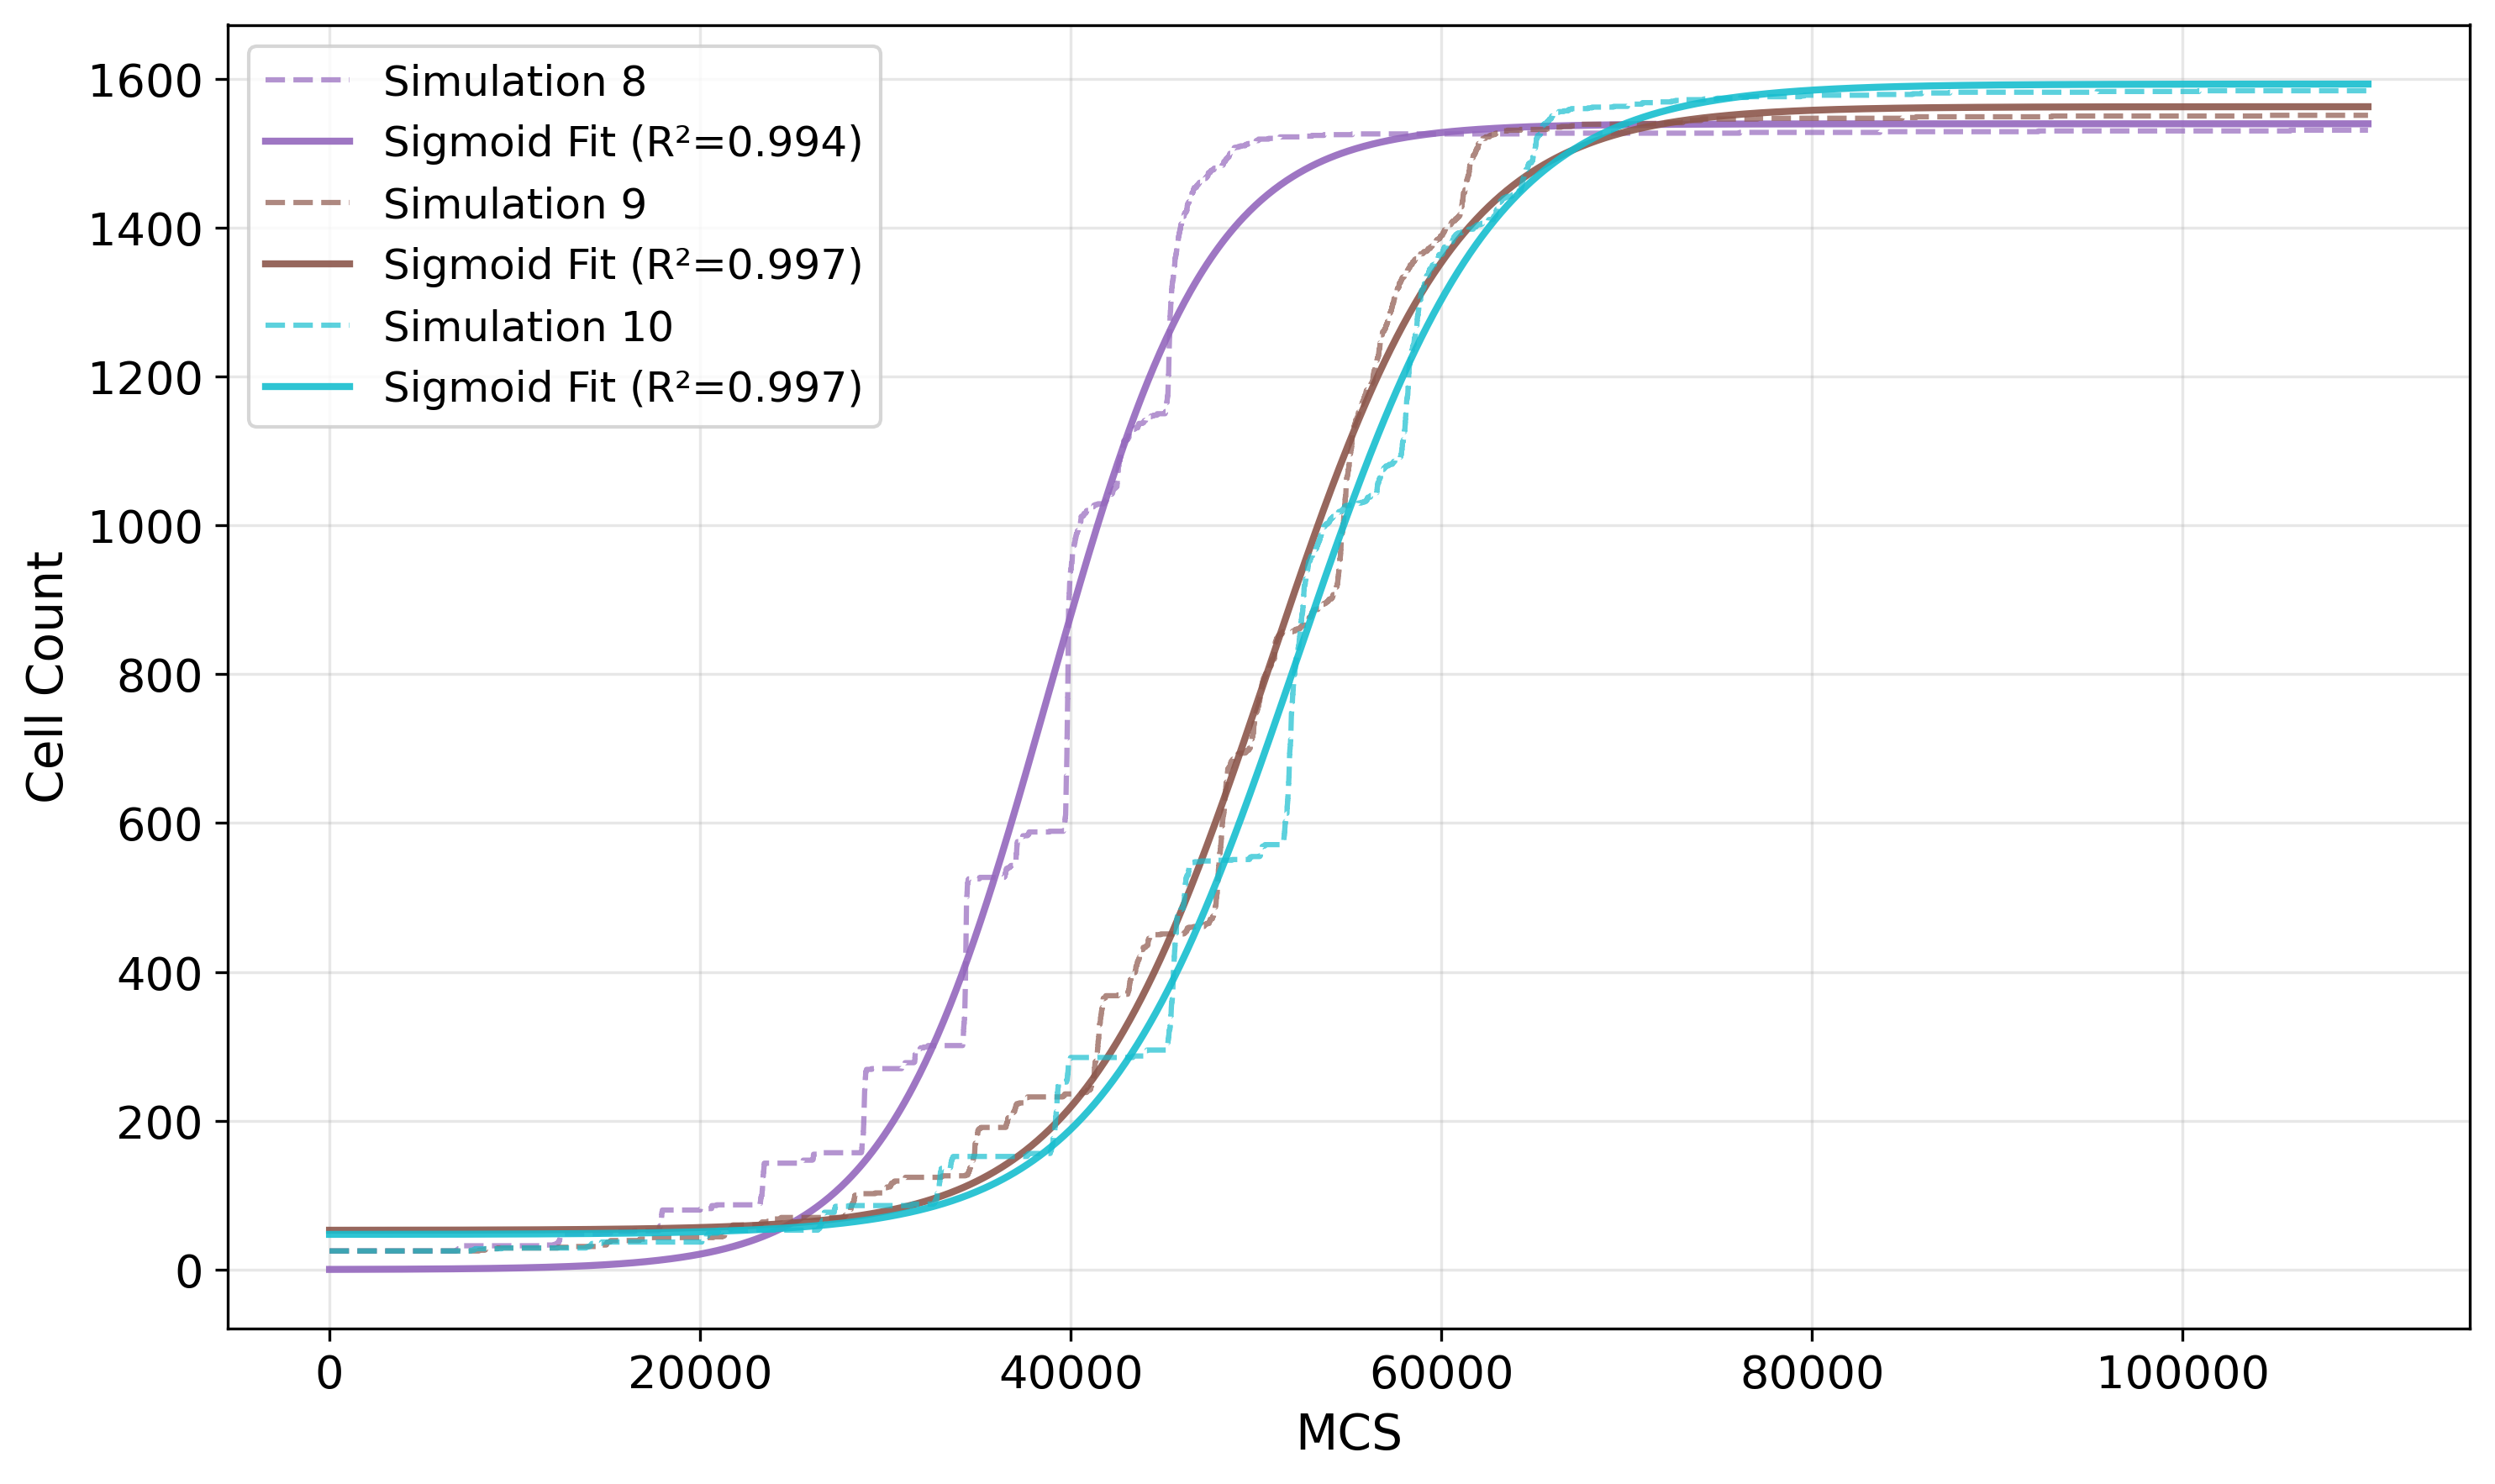 Simulation 8
Sigmoid Fit (R²=0.994)
Simulation 9
Sigmoid Fit (R²=0.997)
Simulation 10
Sigmoid Fit (R²=0.997)
1600
1400
1200
1000
800
600
400
200
0
Cell Count
0 20000 40000 60000 80000 100000
MCS